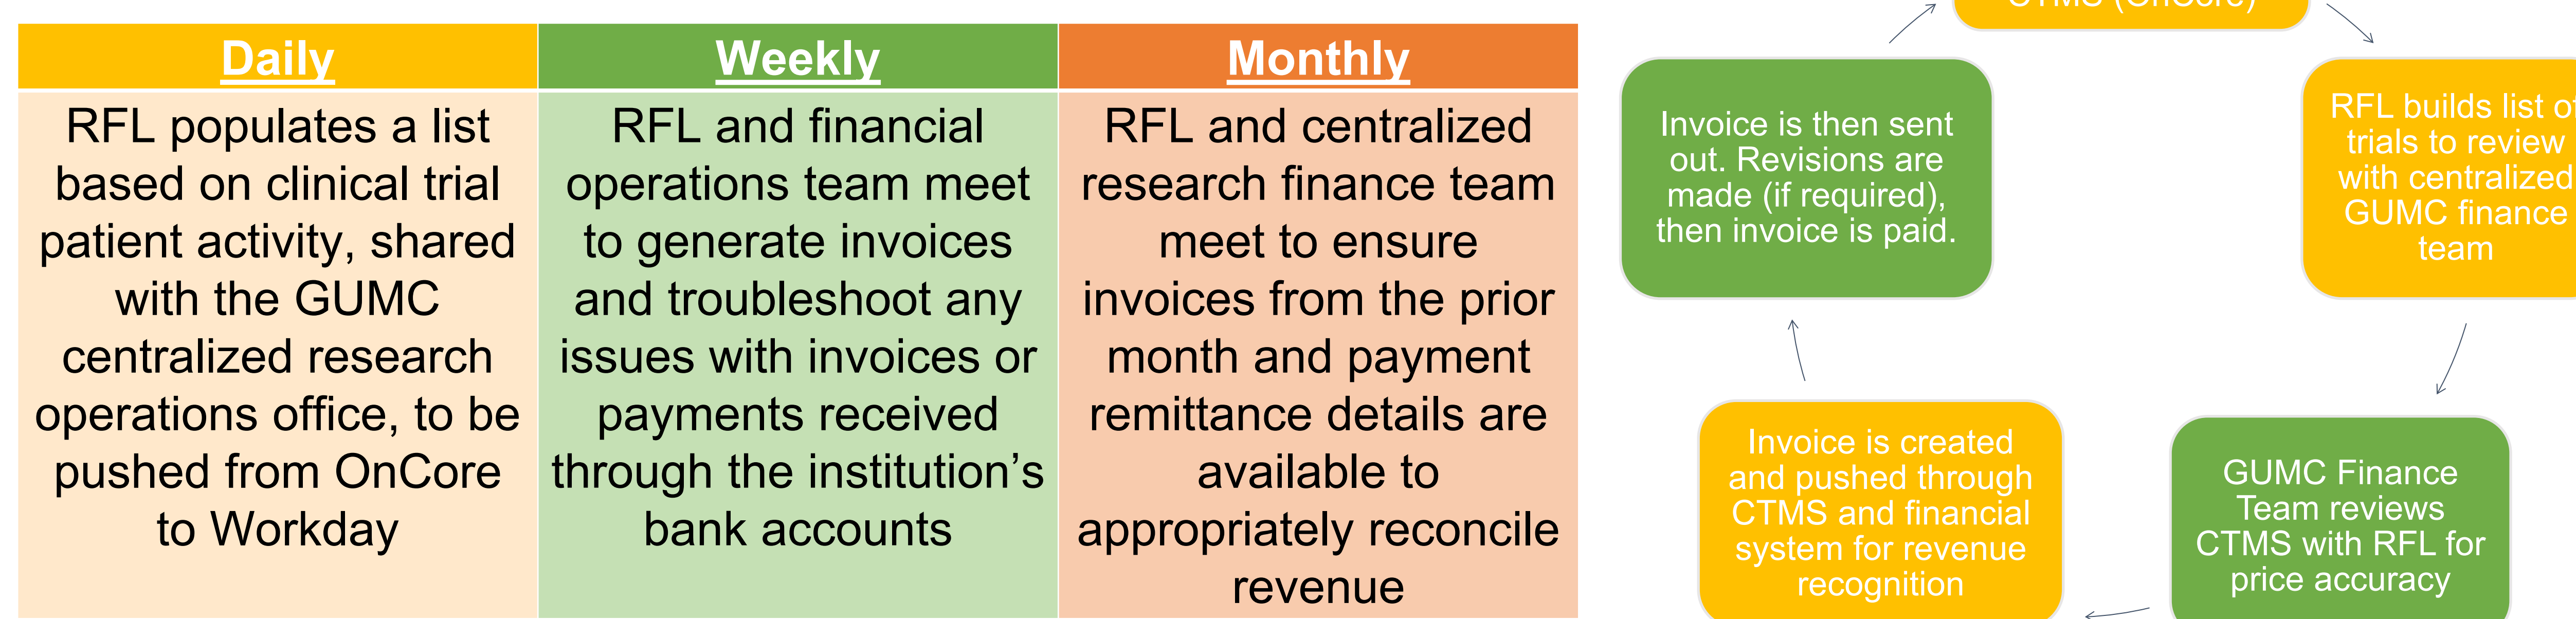 Daily
RFL populates a list
based on clinical trial
patient activity, shared
with the GUMC
centralized research
operations office, to be
pushed from OnCore
to Workday
Weekly
RFL and financial
operations team meet
to generate invoices
and troubleshoot any
issues with invoices or
payments received
through the institution’s
bank accounts
Monthly
RFL and centralized
research finance team
meet to ensure
invoices from the prior
month and payment
remittance details are
available to
appropriately reconcile
revenue
CTMS (OnCore)
RFL builds list of
trials to review
with centralized
GUMC finance
team
GUMC Finance
Team reviews
CTMS with RFL for
price accuracy
Invoice is created
and pushed through
CTMS and financial
system for revenue
recognition
Invoice is then sent
out. Revisions are
made (if required),
then invoice is paid.